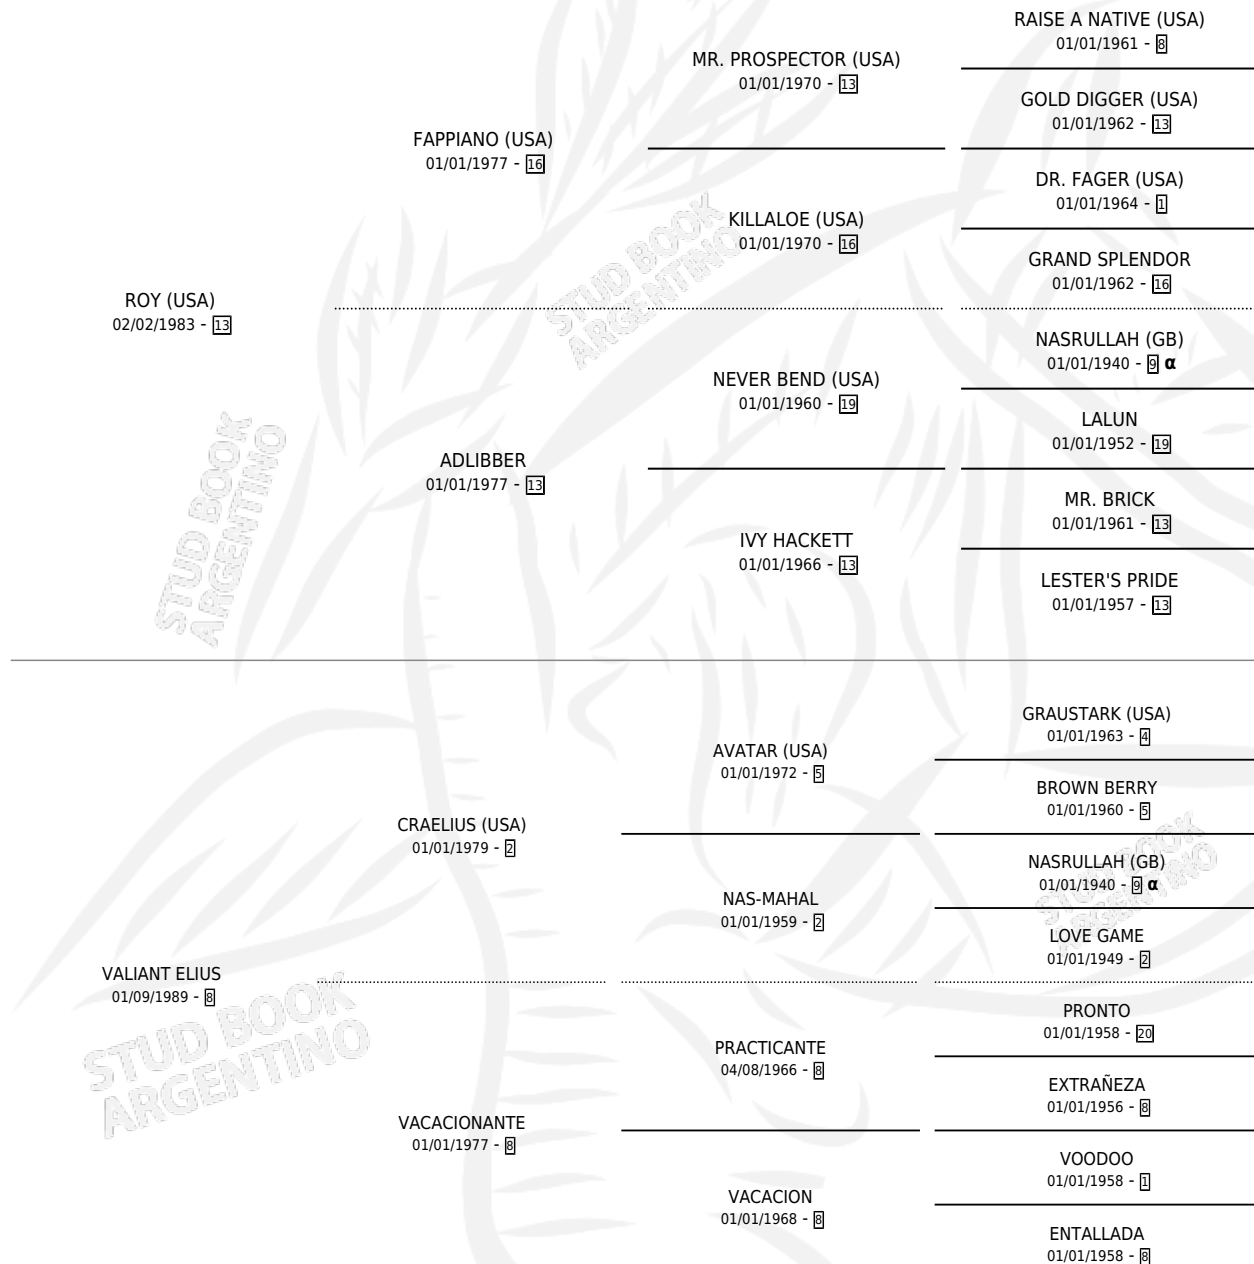 RAISE A NATIVE (USA)
01/01/1961 - 8
MR. PROSPECTOR (USA)
01/01/1970 - 13
GOLD DIGGER (USA)
01/01/1962 - 13
FAPPIANO (USA)
01/01/1977 - 16
DR. FAGER (USA)
01/01/1964 - 1
KILLALOE (USA)
01/01/1970 - 16
GRAND SPLENDOR
01/01/1962 - 16
STUD BOOK
ARGENTINO
ROY (USA)
02/02/1983 - 13
NASRULLAH (GB)
01/01/1940 - 9 α
NEVER BEND (USA)
01/01/1960 - 19
LALUN
01/01/1952 - 19
ADLIBBER
01/01/1977 - 13
MR. BRICK
01/01/1961 - 13
IVY HACKETT
01/01/1966 - 13
LESTER'S PRIDE
01/01/1957 - 13
STUD BOOK
ARGENTINO
GRAUSTARK (USA)
01/01/1963 - 4
AVATAR (USA)
01/01/1972 - 5
BROWN BERRY
01/01/1960 - 5
CRAELIUS (USA)
01/01/1979 - 2
NASRULLAH (GB)
01/01/1940 - 9 α
NAS-MAHAL
01/01/1959 - 2
LOVE GAME
01/01/1949 - 2
STUD BOOK
ARGENTINO
VALIANT ELIUS
01/09/1989 - 8
PRONTO
01/01/1958 - 20
PRACTICANTE
04/08/1966 - 8
EXTRAÑEZA
01/01/1956 - 8
VACACIONANTE
01/01/1977 - 8
VOODOO
01/01/1958 - 1
VACACION
01/01/1968 - 8
ENTALLADA
01/01/1958 - 8
STUD BOOK
ARGENTINO